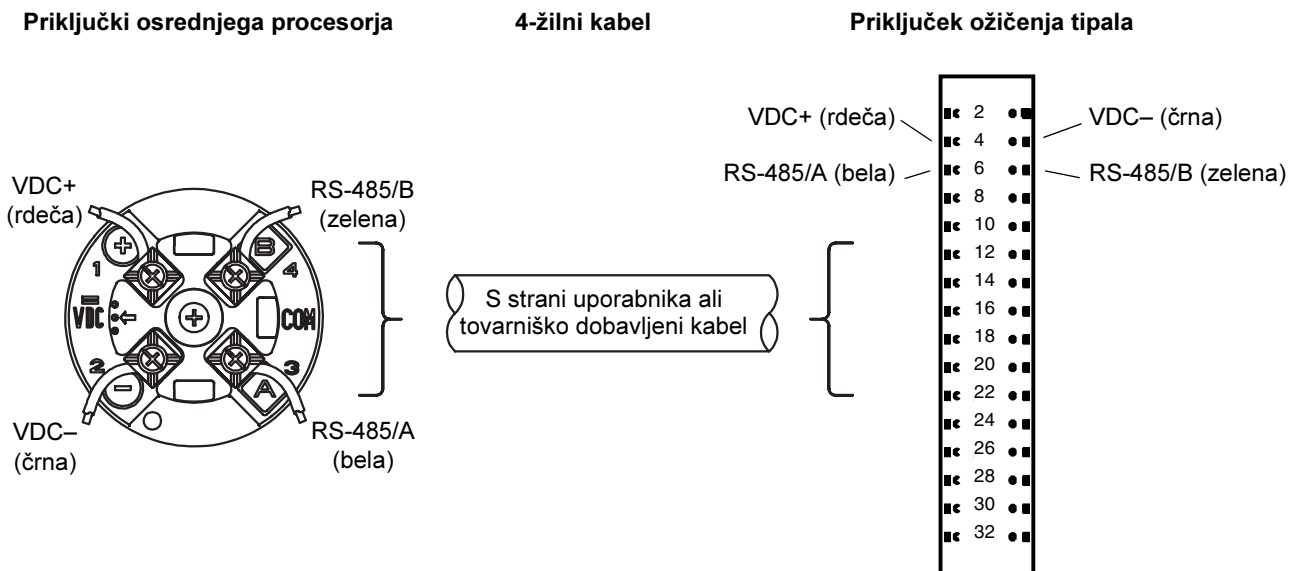 Priključki osrednjega procesorja
4-žilni kabel
Priključek ožičenja tipala
VDC+
(rdeča)
RS-485/B
(zelena)
1
B
4
VDC
COM
2
3
A
VDC–
(črna)
RS-485/A
(bela)
S strani uporabnika ali
tovarniško dobavljeni kabel
VDC+ (rdeča)
RS-485/A (bela)
2
4
6
8
10
12
14
16
18
20
22
24
26
28
30
32
VDC– (črna)
RS-485/B (zelena)